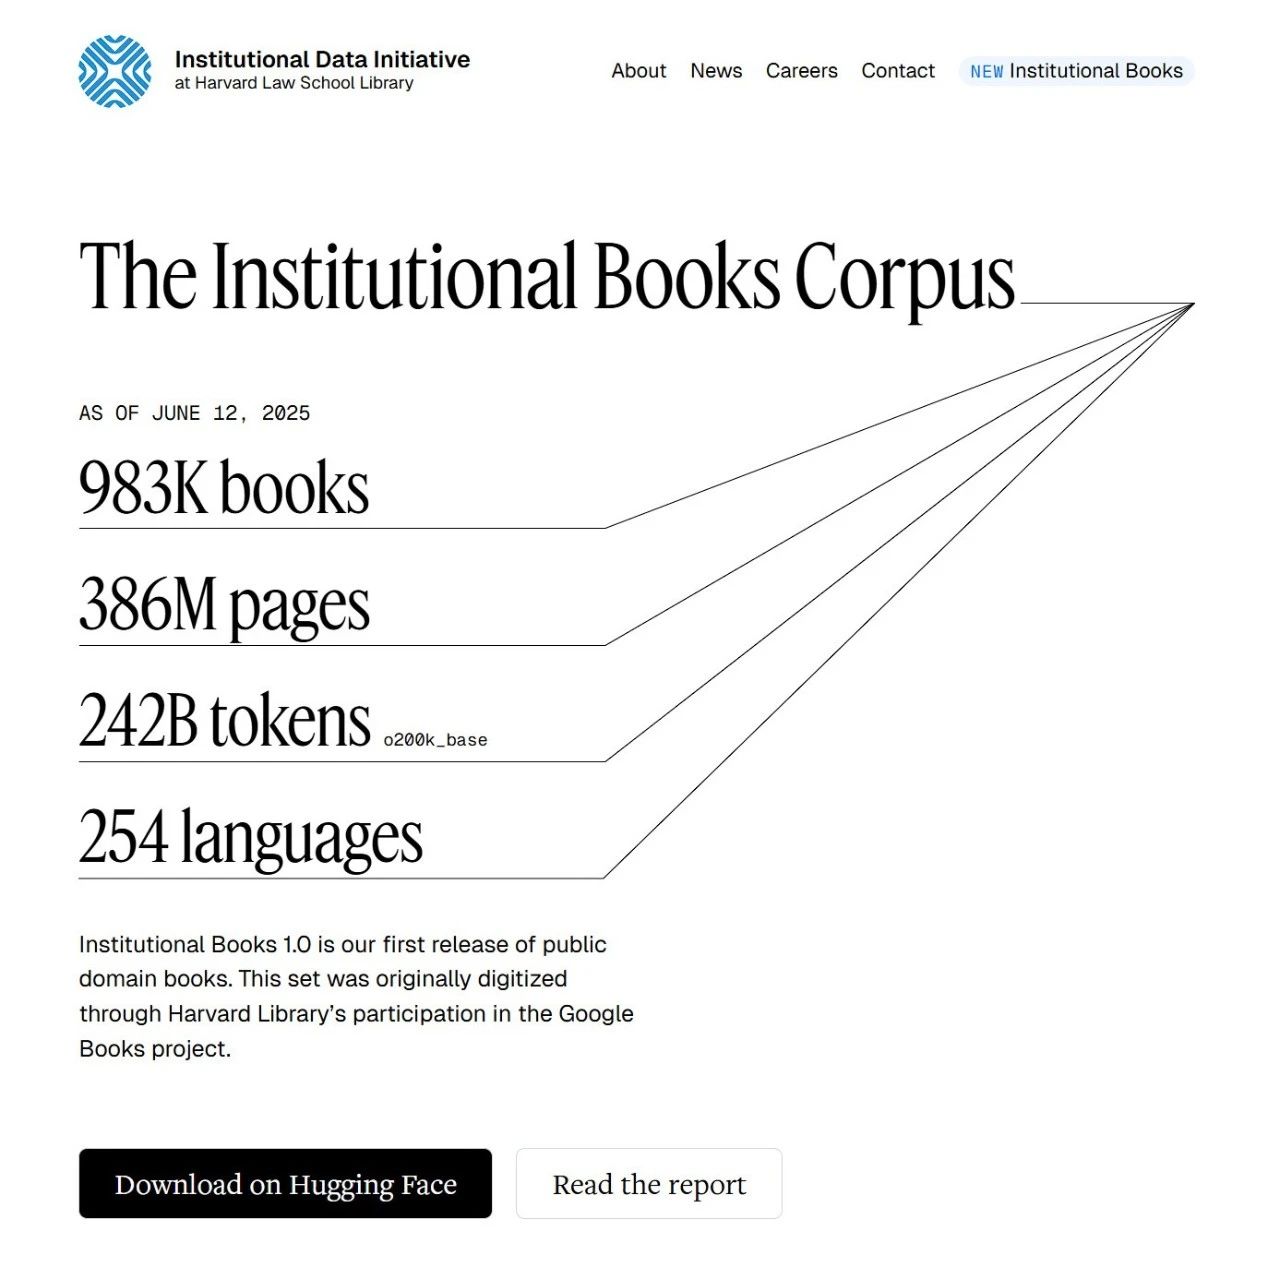 Institutional Data Initiative
at Harvard Law School Library
About News Careers Contact NEW Institutional Books
The Institutional Books Corpus
AS OF JUNE 12, 2025
983K books
386M pages
242B tokens o200k_base
254 languages
Institutional Books 1.0 is our first release of public
domain books. This set was originally digitized
through Harvard Library’s participation in the Google
Books project.
Download on Hugging Face Read the report